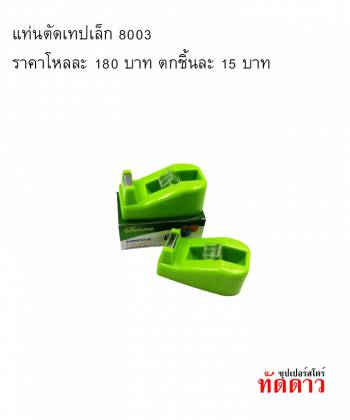 แท่นตัดเทปเล็ก 8003
ราคาโหลละ 180 บาท ตกชิ้นละ 15 บาท
ซุปเปอร์สโตร์
ทัดดาว